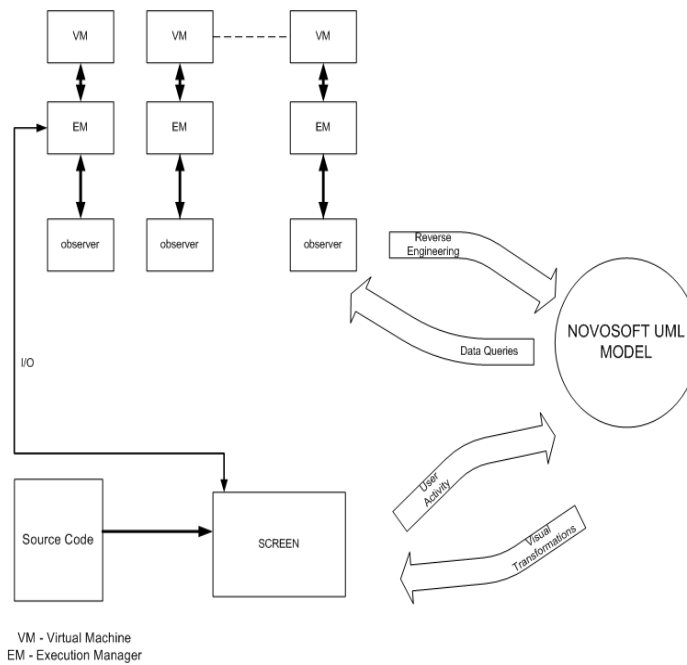 VM
VM
VM
EM
EM
EM
observer
observer
observer
Reverse
Engineering
NOVOSOFT UML
MODEL
Data Queries
I/O
User
Activity
Source Code
SCREEN
Visual
Transformations
VM - Virtual Machine
EM - Execution Manager